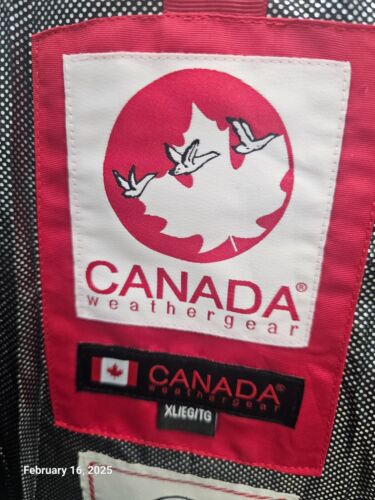 CANADA®
weathergear
CANADA®
weathergear
XL/EG/TG
February 16, 2025